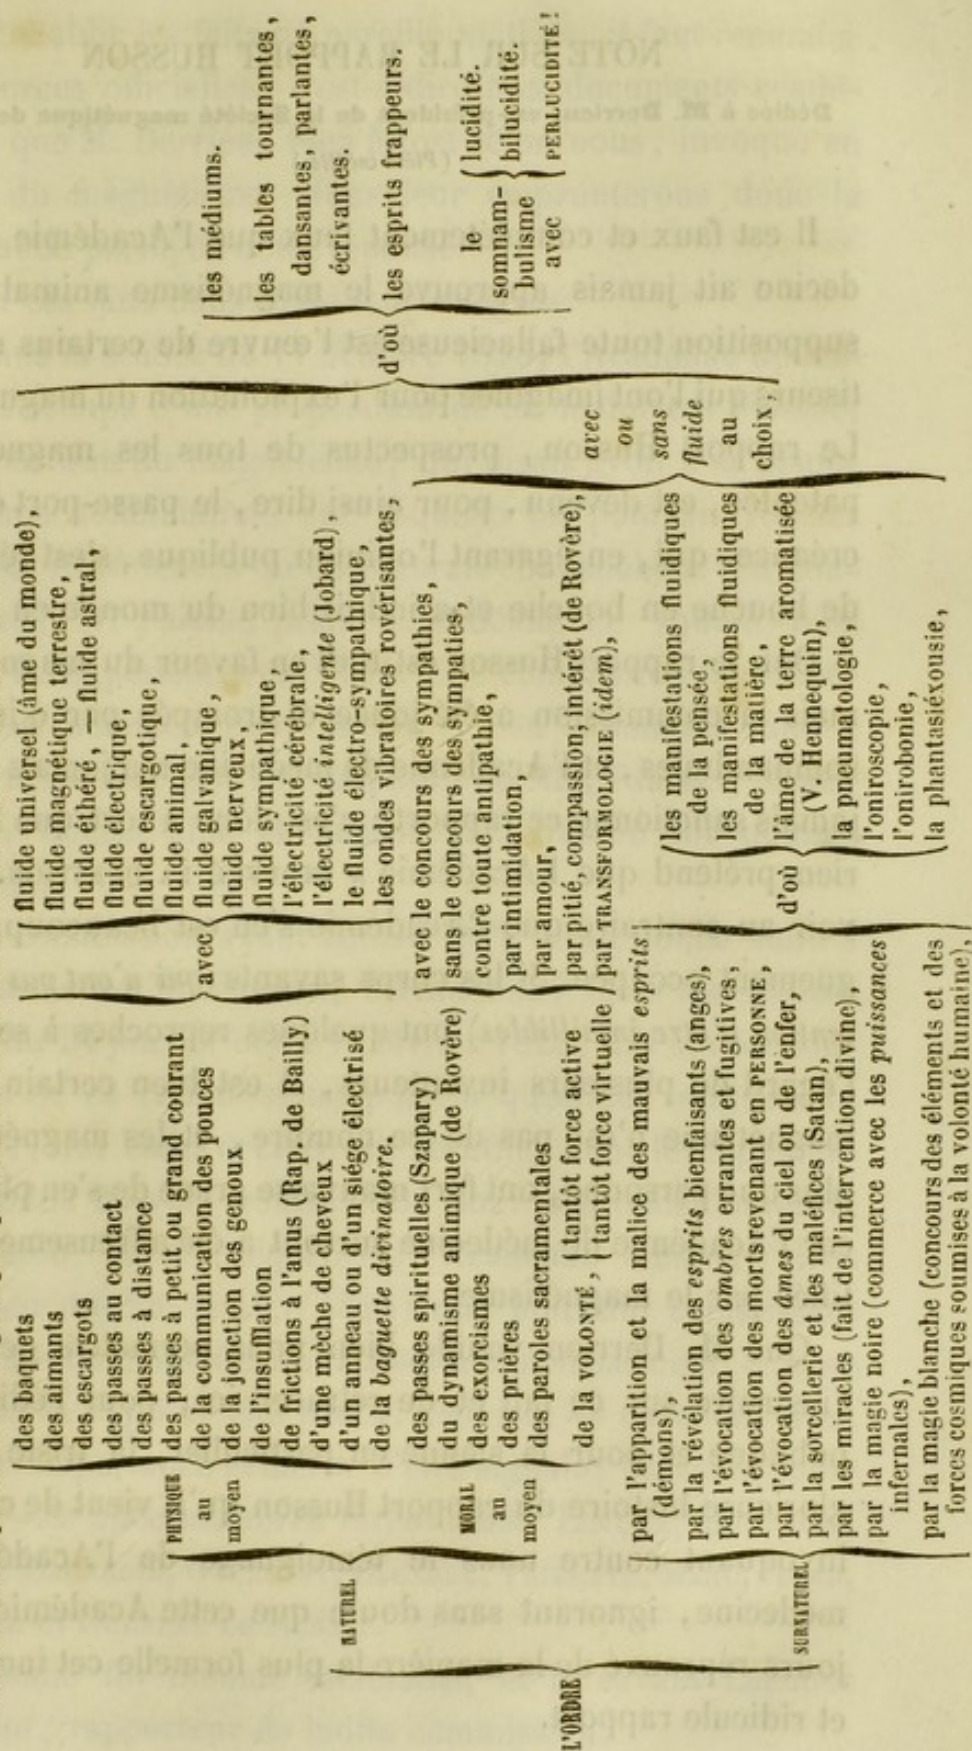 L'ORDRE
NATUREL
PHYSIQUE
au
moyen
des baquets
des aimants
des escargots
des passes au contact
des passes à distance
des passes à petit ou grand courant
de la communication des pouces
de la jonction des genoux
de l'insufflation
de frictions à l'anus (Rap. de Bailly)
d'une mèche de cheveux
d'un anneau ou d'un siége électrisé
de la baguette divinatoire.
avec
fluide universel (âme du monde),
fluide magnétique terrestre,
fluide éthéré, — fluide astral,
fluide électrique,
fluide escargotique,
fluide animal,
fluide galvanique,
fluide nerveux,
fluide sympathique,
l'électricité cérébrale,
l'électricité intelligente (Jobard),
le fluide électro-sympathique,
les ondes vibratoires rovérisantes,
MORAL
au
moyen
des passes spirituelles (Szapary)
du dynamisme animique (de Rovère)
des exorcismes
des prières
des paroles sacramentales
de la VOLONTÉ,
tantôt force active
tantôt force virtuelle
avec le concours des sympathies,
sans le concours des sympaties,
contre toute antipathie,
par intimidation,
par amour,
par pitié, compassion, intérêt (de Rovère),
par TRANSFORMOLOGIE (idem),
SURNATUREL
par l'apparition et la malice des mauvais esprits
(démons),
par la révélation des esprits bienfaisants (anges),
par l'évocation des ombres errantes et fugitives,
par l'évocation des morts revenant en PERSONNE,
par l'évocation des âmes du ciel ou de l'enfer,
par la sorcellerie et les maléfices (Satan),
par les miracles (fait de l'intervention divine),
par la magie noire (commerce avec les puissances
infernales),
par la magie blanche (concours des éléments et des
forces cosmiques soumises à la volonté humaine),
d'où
les manifestations fluidiques
de la pensée,
les manifestations fluidiques
de la matière,
l'âme de la terre aromatisée
(V. Hennequin),
la pneumatologie,
l'oniroscopie,
l'onirobonie,
la phantasiéxousie,
avec
ou
sans
fluide
au
choix,
d'où
les médiums.
les tables tournantes,
dansantes, parlantes,
écrivantes.
les esprits frappeurs.
le
somnam-
bulisme
avec
lucidité.
bilucidité.
PERLUCIDITÉ!